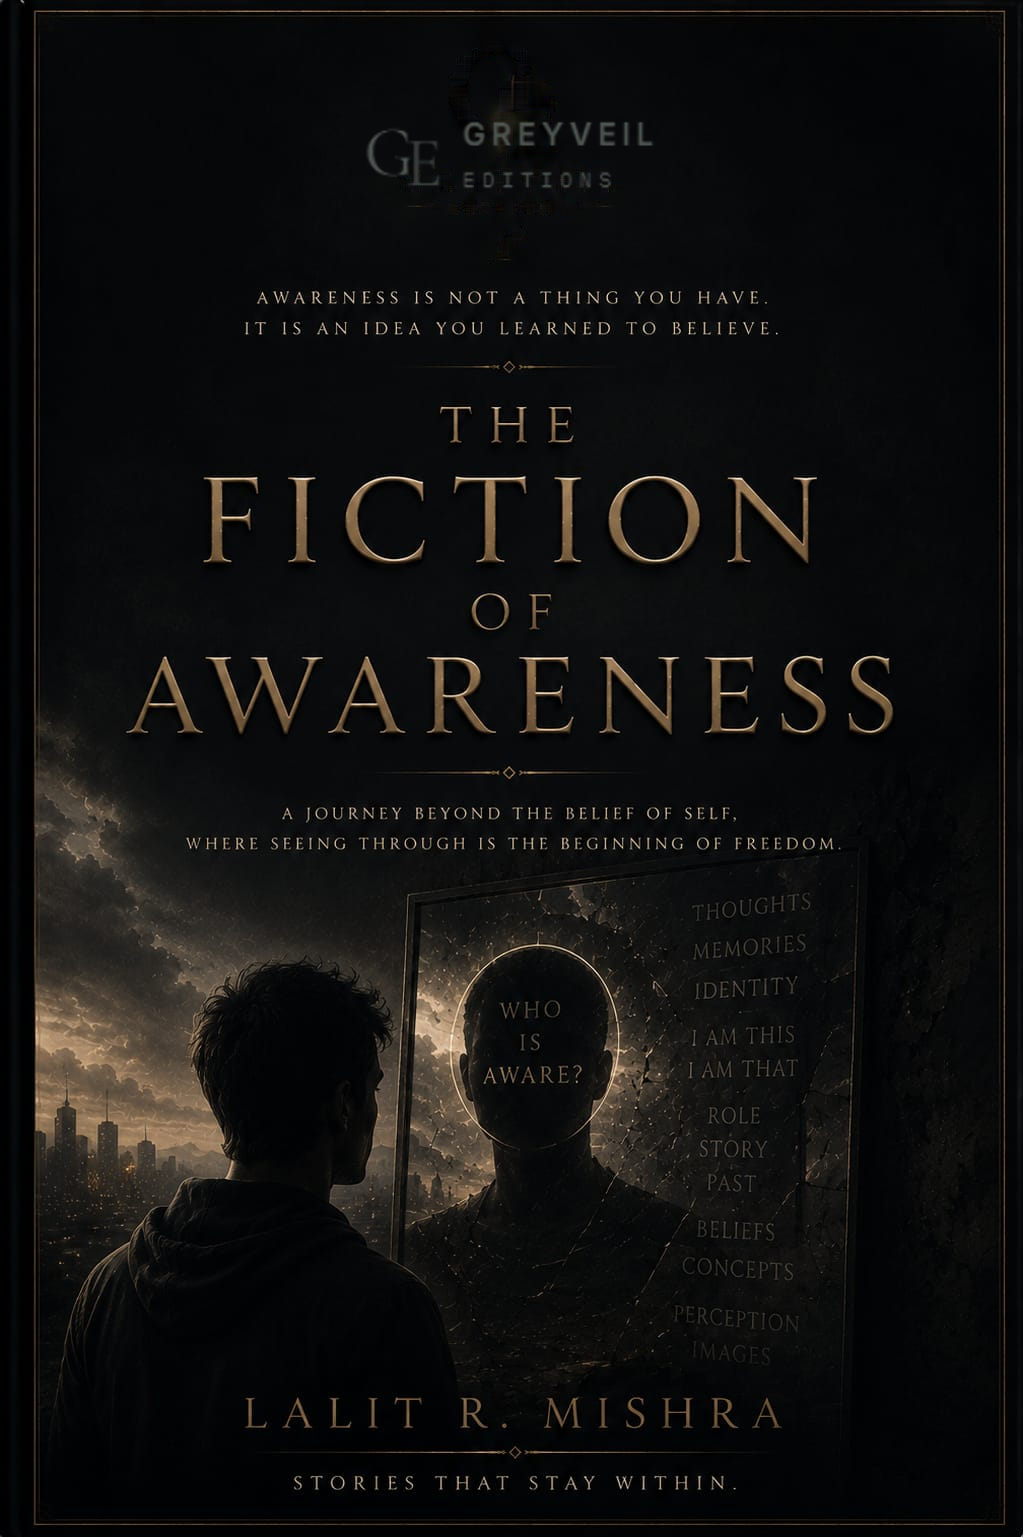 GE GREYVEIL
EDITIONS
AWARENESS IS NOT A THING YOU HAVE.
IT IS AN IDEA YOU LEARNED TO BELIEVE.
THE
FICTION
OF
AWARENESS
A JOURNEY BEYOND THE BELIEF OF SELF,
WHERE SEEING THROUGH IS THE BEGINNING OF FREEDOM.
WHO
IS
AWARE?
THOUGHTS
MEMORIES
IDENTITY
I AM THIS
I AM THAT
ROLE
STORY
PAST
BELIEFS
CONCEPTS
PERCEPTION
IMAGES
LALIT R. MISHRA
STORIES THAT STAY WITHIN.